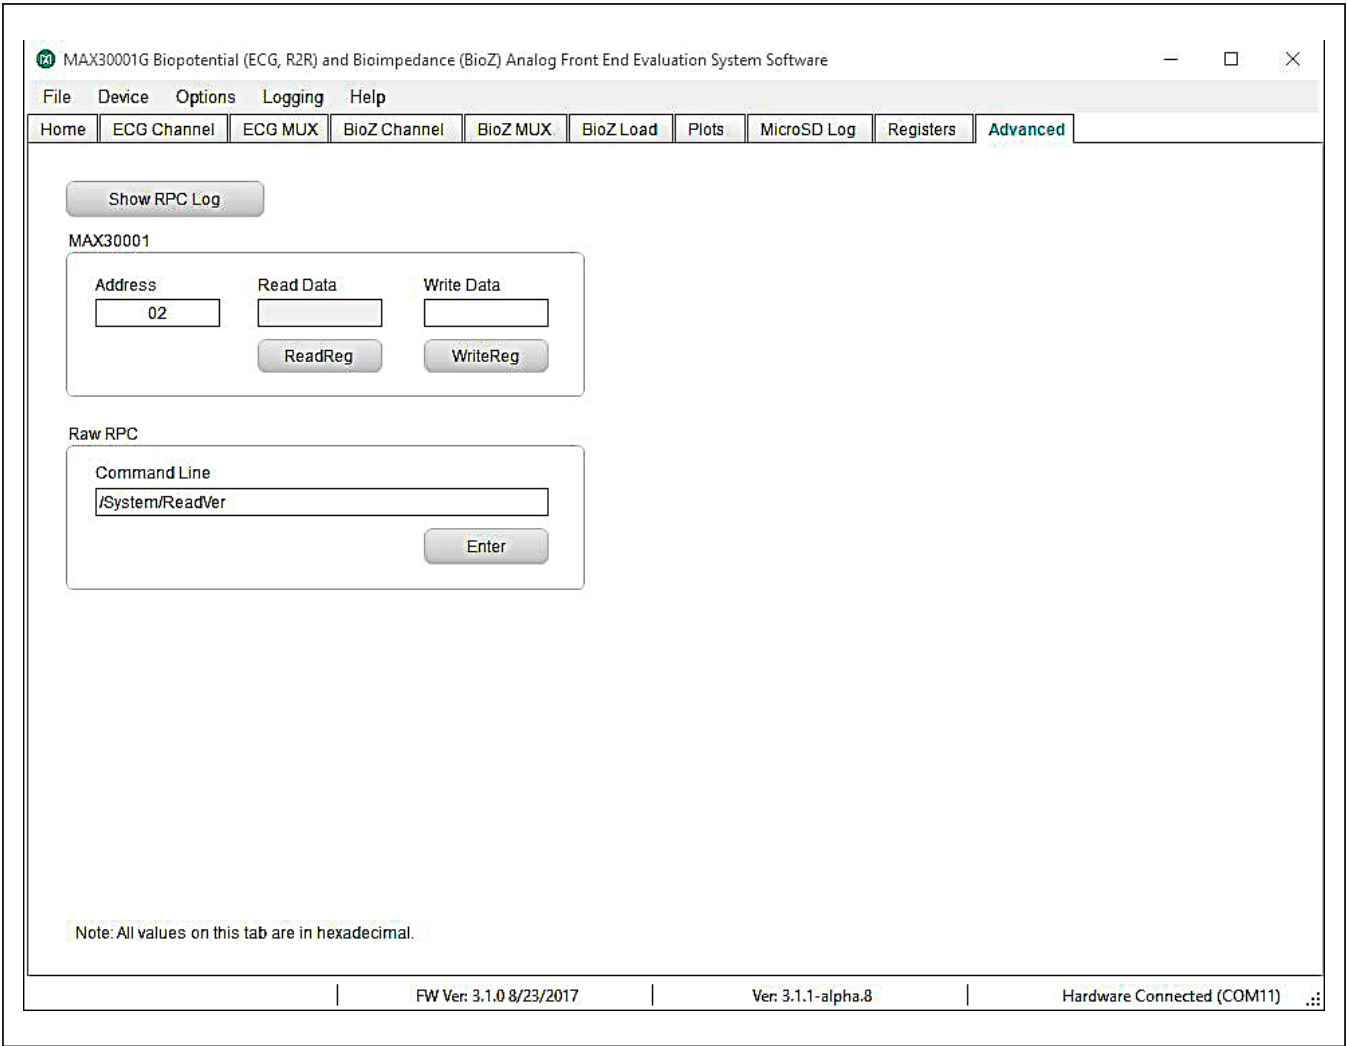 MAX30001G Biopotential (ECG, R2R) and Bioimpedance (BioZ) Analog Front End Evaluation System Software
File Device Options Logging Help
Home ECG Channel ECG MUX BioZ Channel BioZ MUX BioZ Load Plots MicroSD Log Registers Advanced
Show RPC Log
MAX30001
Address Read Data Write Data
02
ReadReg WriteReg
Raw RPC
Command Line
/System/ReadVer
Enter
Note: All values on this tab are in hexadecimal.
FW Ver: 3.1.0 8/23/2017 Ver: 3.1.1-alpha.8 Hardware Connected (COM11)